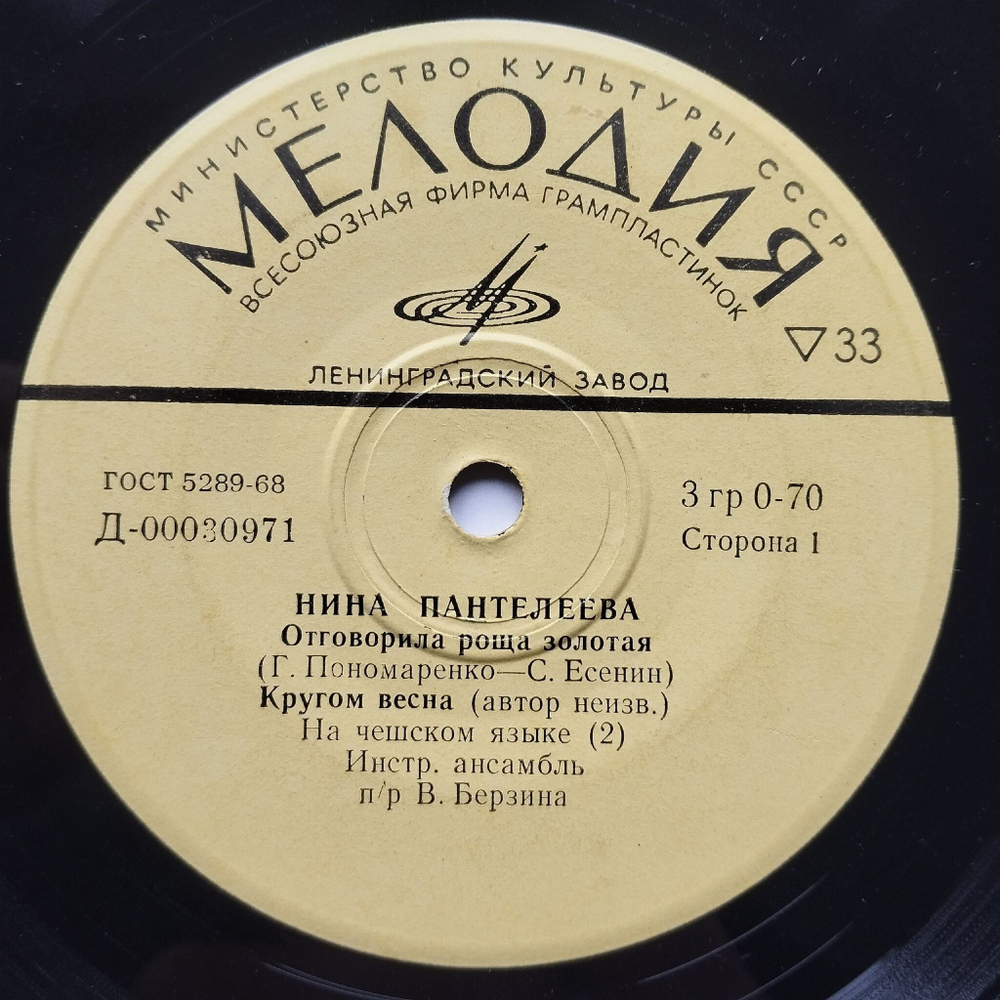 МИНИСТЕРСТВО КУЛЬТУРЫ СССР
МЕЛОДИЯ
ВСЕСОЮЗНАЯ ФИРМА ГРАМПЛАСТИНОК
▽33
ЛЕНИНГРАДСКИЙ ЗАВОД
ГОСТ 5289-68
Д-00030971
3 гр 0-70
Сторона 1
НИНА ПАНТЕЛЕЕВА
Отговорила роща золотая
(Г. Пономаренко—С. Есенин)
Кругом весна (автор неизв.)
На чешском языке (2)
Инстр. ансамбль
п/р В. Берзина